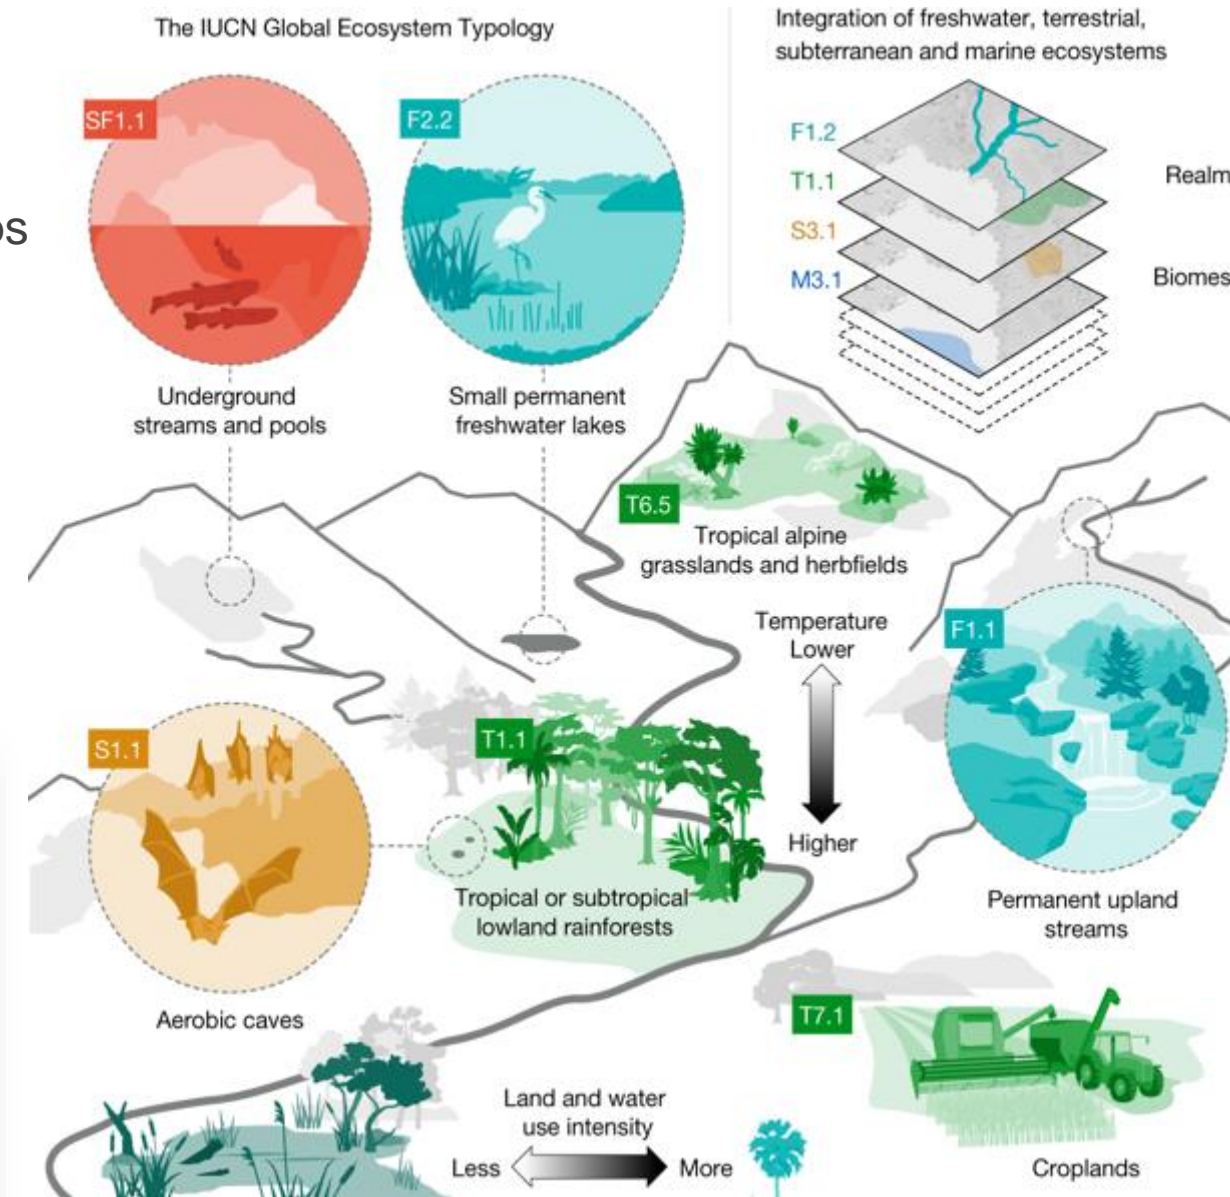 The IUCN Global Ecosystem Typology
Integration of freshwater, terrestrial,
subterranean and marine ecosystems
SF1.1
F2.2
F1.2
T1.1
S3.1
M3.1
Realm
Biomes
os
Underground
streams and pools
Small permanent
freshwater lakes
T6.5
Tropical alpine
grasslands and herbfields
Temperature
Lower
Higher
F1.1
Permanent upland
streams
S1.1
Aerobic caves
T1.1
Tropical or subtropical
lowland rainforests
T7.1
Croplands
Land and water
use intensity
Less
More